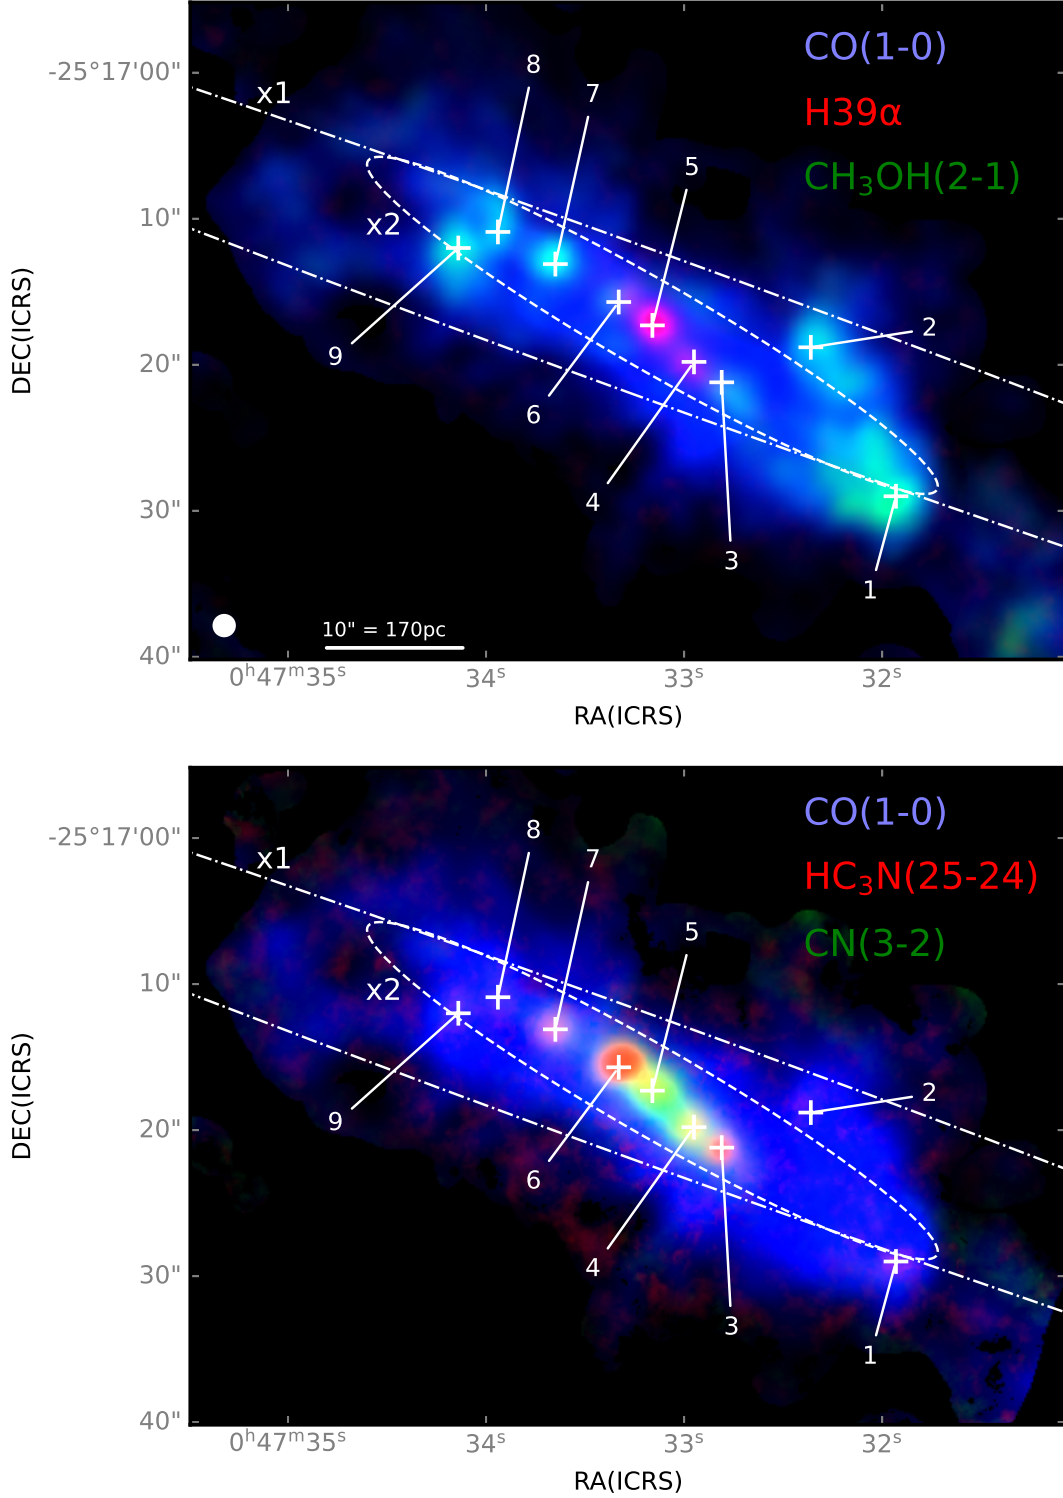 CO(1-0)
H39α
CH₃OH(2-1)
-25°17'00"
10"
20"
30"
40"
DEC(ICRS)
x1
x2
8
7
5
2
9
6
4
3
1
10" = 170pc
0ʰ47ᵐ35ˢ
34ˢ
33ˢ
32ˢ
RA(ICRS)
CO(1-0)
HC₃N(25-24)
CN(3-2)
-25°17'00"
10"
20"
30"
40"
DEC(ICRS)
x1
x2
8
7
5
2
9
6
4
3
1
0ʰ47ᵐ35ˢ
34ˢ
33ˢ
32ˢ
RA(ICRS)